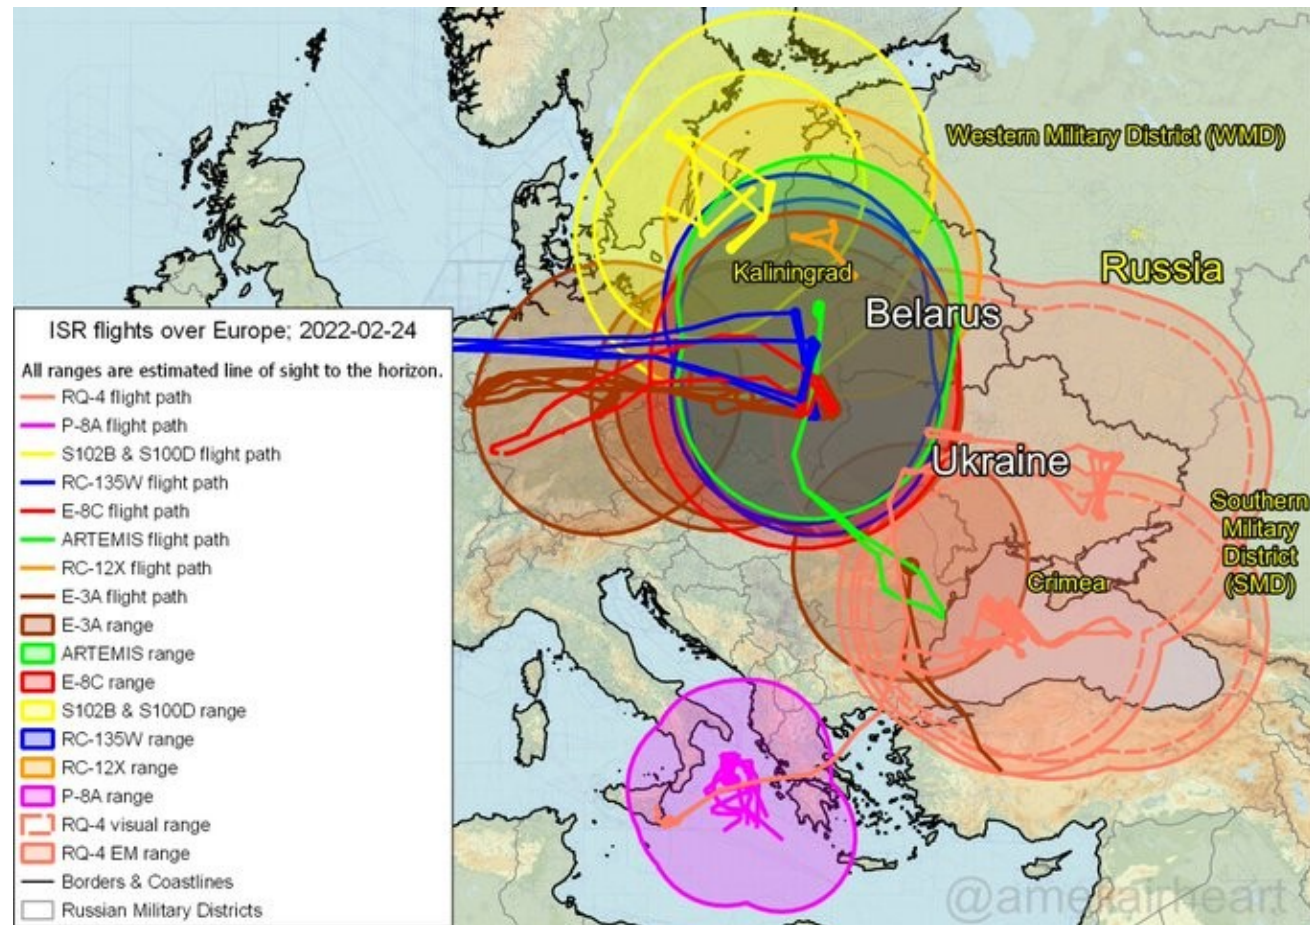 Western Military District (WMD)
Russia
Kaliningrad
Belarus
ISR flights over Europe; 2022-02-24
All ranges are estimated line of sight to the horizon.
RQ-4 flight path
P-8A flight path
S102B & S100D flight path
RC-135W flight path
E-8C flight path
ARTEMIS flight path
RC-12X flight path
E-3A flight path
E-3A range
ARTEMIS range
E-8C range
S102B & S100D range
RC-135W range
RC-12X range
P-8A range
RQ-4 visual range
RQ-4 EM range
Borders & Coastlines
Russian Military Districts
Ukraine
Southern
Military
District
(SMD)
Crimea
@ameliairheart